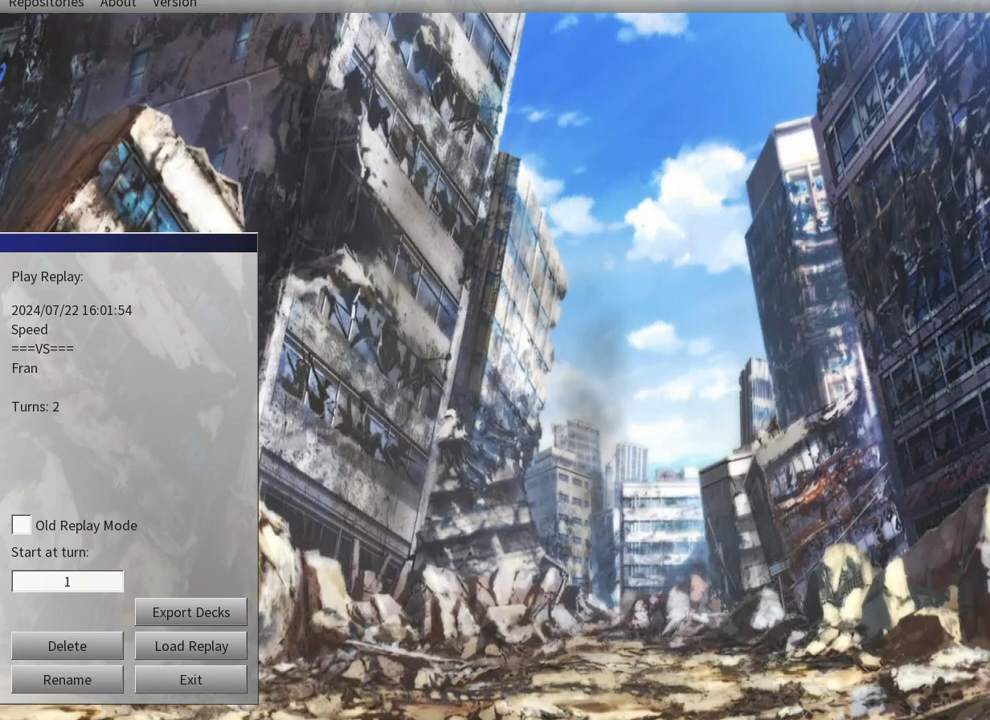 Repositories About Version
Play Replay:
2024/07/22 16:01:54
Speed
===VS===
Fran
Turns: 2
Old Replay Mode
Start at turn:
1
Export Decks
Delete Load Replay
Rename Exit